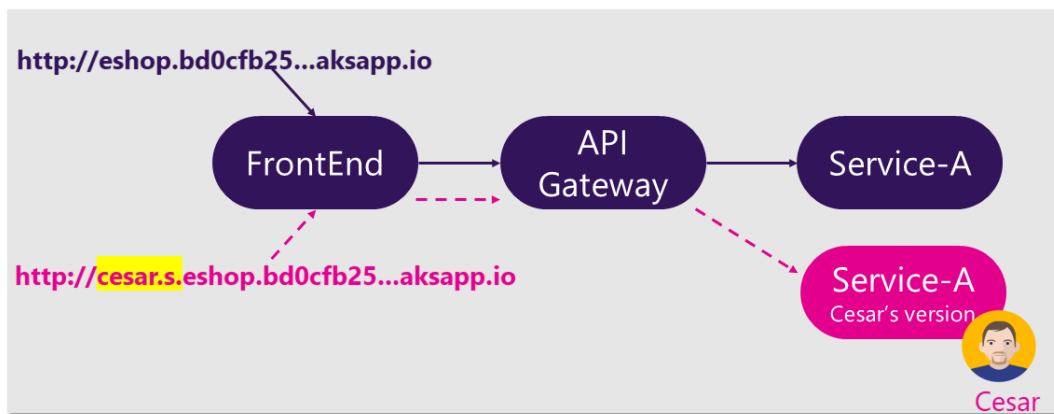 http://eshop.bd0cfb25...aksapp.io
FrontEnd
API
Gateway
Service-A
http://cesar.s.eshop.bd0cfb25...aksapp.io
Service-A
Cesar's version
Cesar